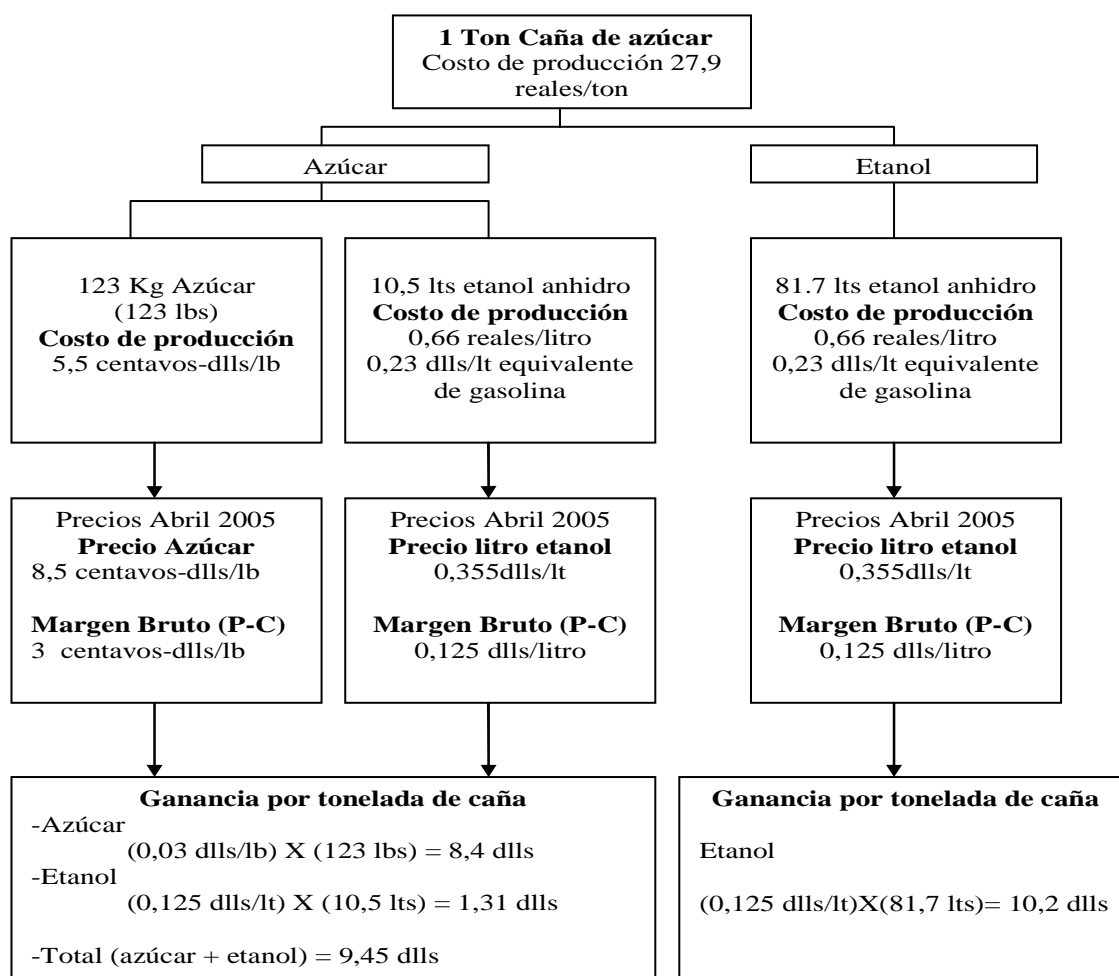 1 Ton Caña de azúcar
Costo de producción 27,9
reales/ton
Azúcar
Etanol
123 Kg Azúcar
(123 lbs)
Costo de producción
5,5 centavos-dlls/lb
10,5 lts etanol anhidro
Costo de producción
0,66 reales/litro
0,23 dlls/lt equivalente
de gasolina
81.7 lts etanol anhidro
Costo de producción
0,66 reales/litro
0,23 dlls/lt equivalente
de gasolina
Precios Abril 2005
Precio Azúcar
8,5 centavos-dlls/lb
Margen Bruto (P-C)
3 centavos-dlls/lb
Precios Abril 2005
Precio litro etanol
0,355dlls/lt
Margen Bruto (P-C)
0,125 dlls/litro
Precios Abril 2005
Precio litro etanol
0,355dlls/lt
Margen Bruto (P-C)
0,125 dlls/litro
Ganancia por tonelada de caña
-Azúcar
(0,03 dlls/lb) X (123 lbs) = 8,4 dlls
-Etanol
(0,125 dlls/lt) X (10,5 lts) = 1,31 dlls
-Total (azúcar + etanol) = 9,45 dlls
Ganancia por tonelada de caña
Etanol
(0,125 dlls/lt)X(81,7 lts)= 10,2 dlls